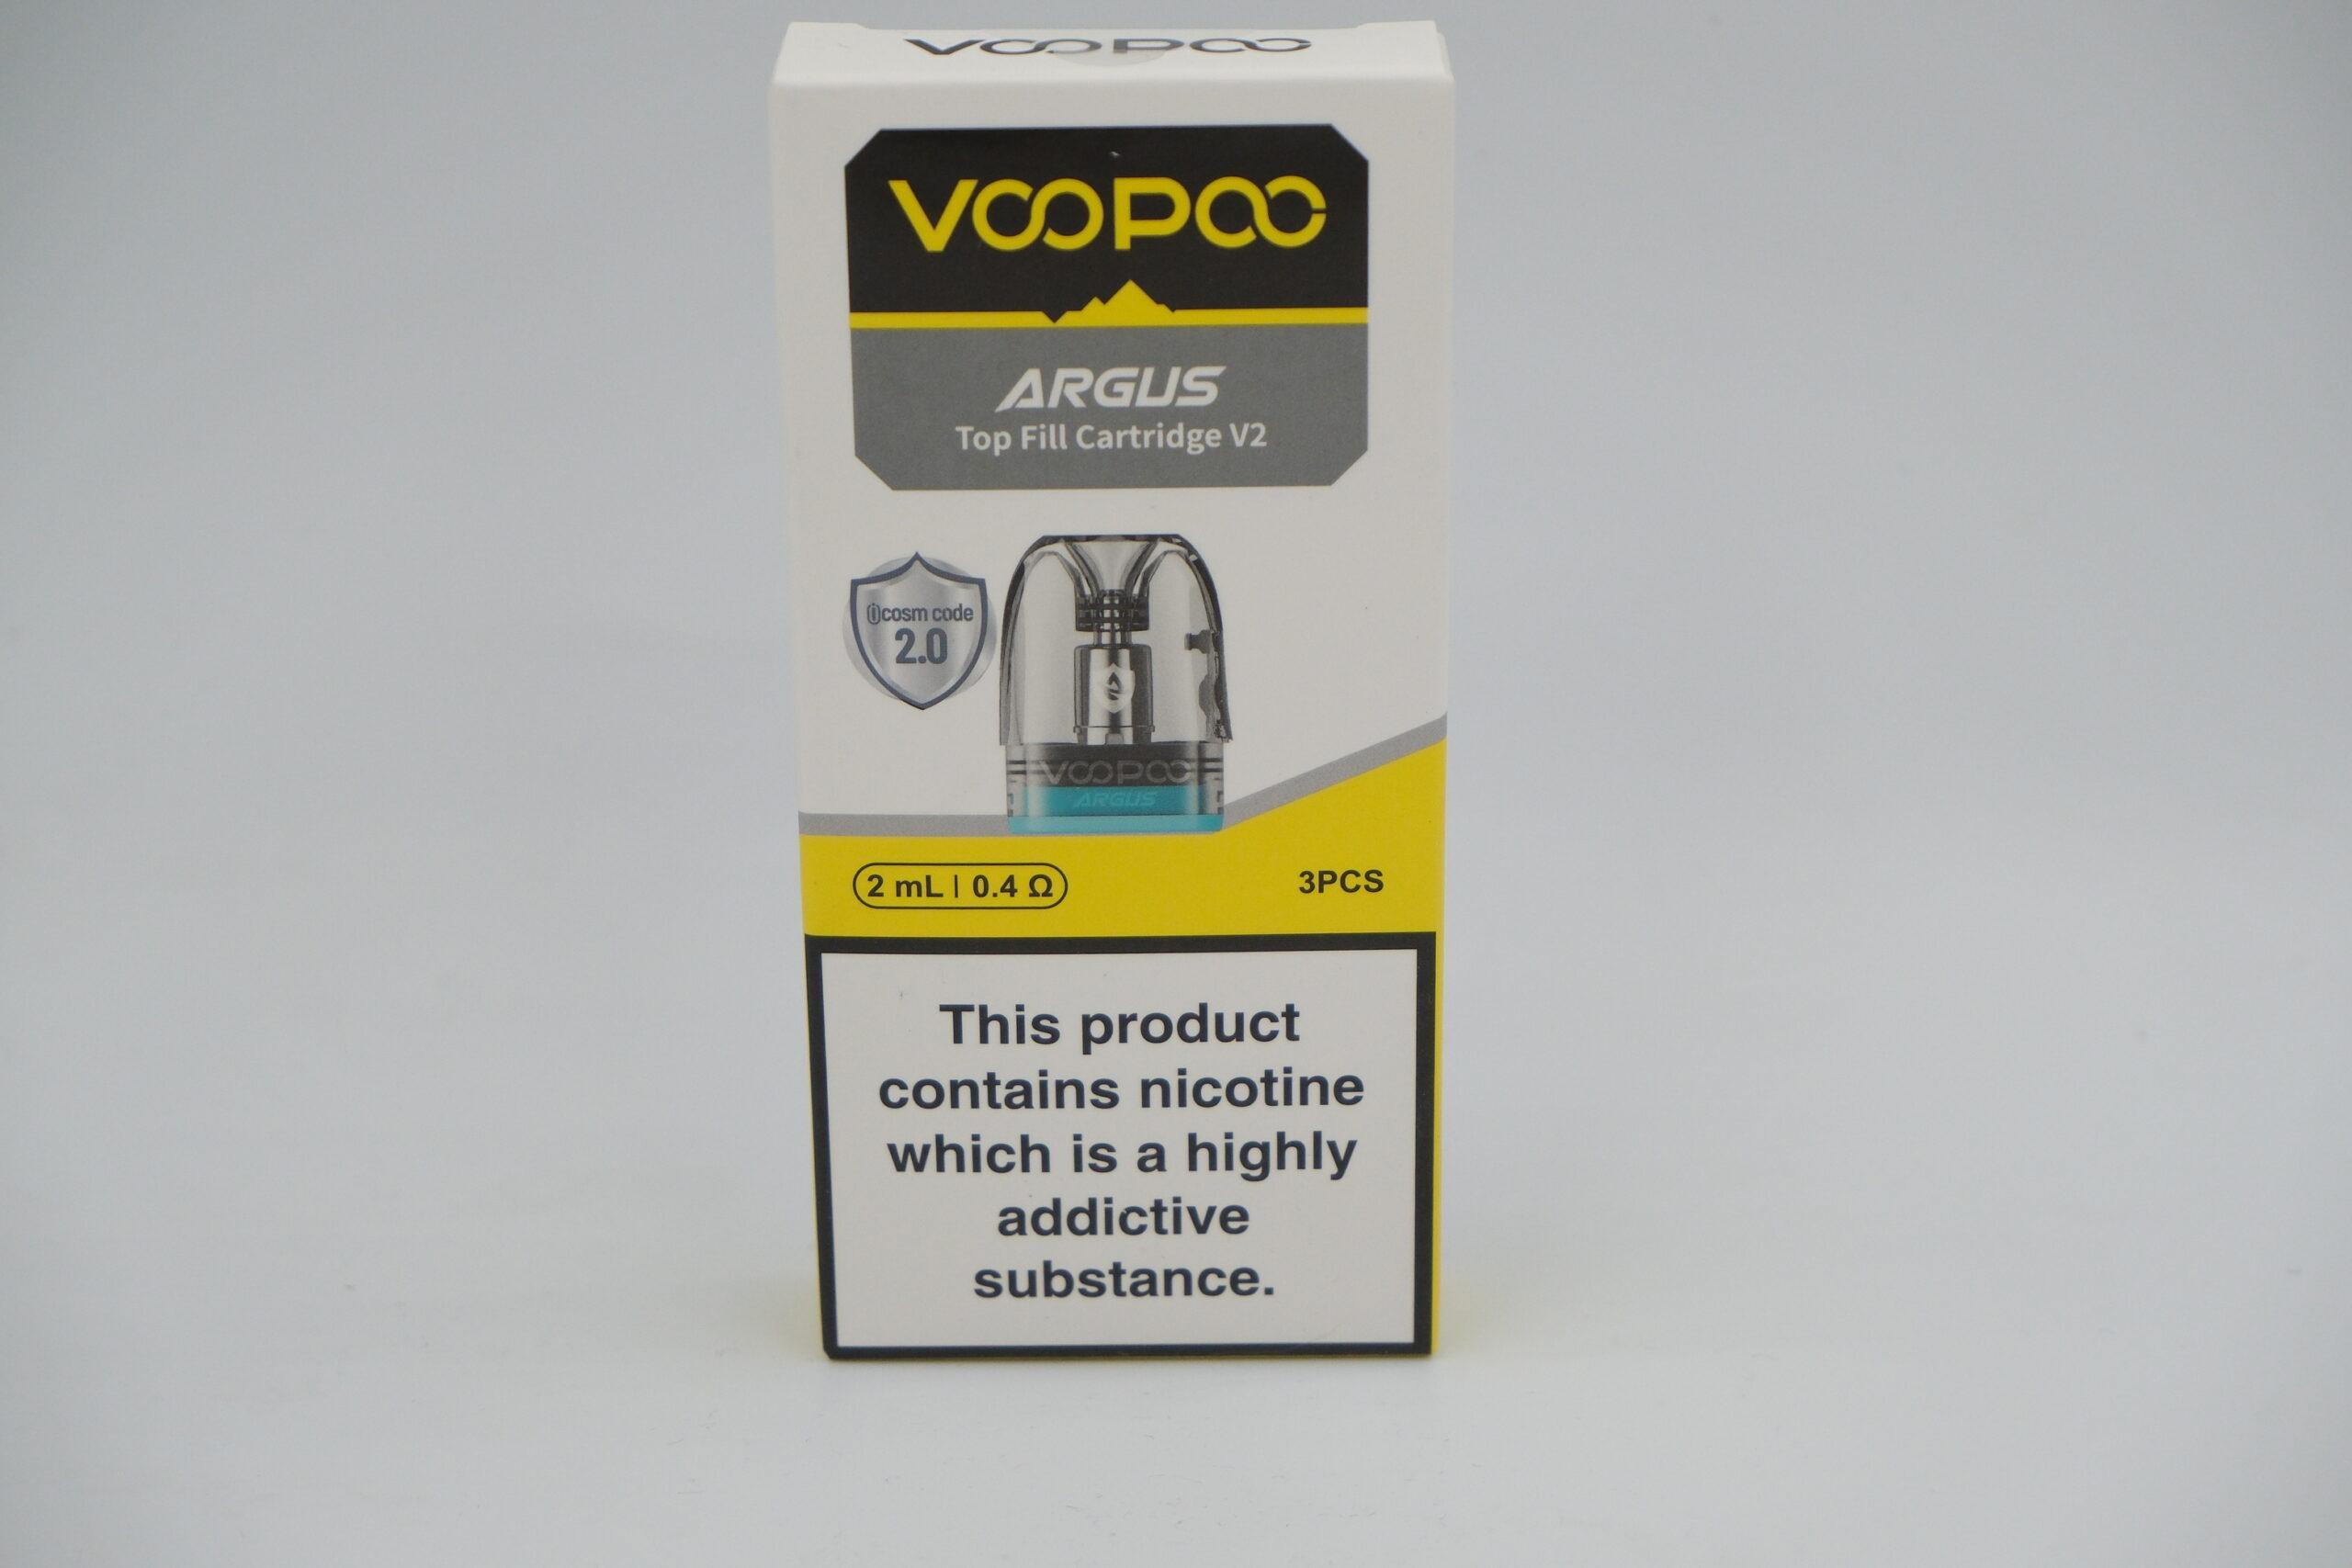 VOOPOO
VOOPOO
ARGUS
Top Fill Cartridge V2
icosm code
2.0
VOOPOO
ARGUS
2 mL | 0.4 Ω
3PCS
This product
contains nicotine
which is a highly
addictive
substance.